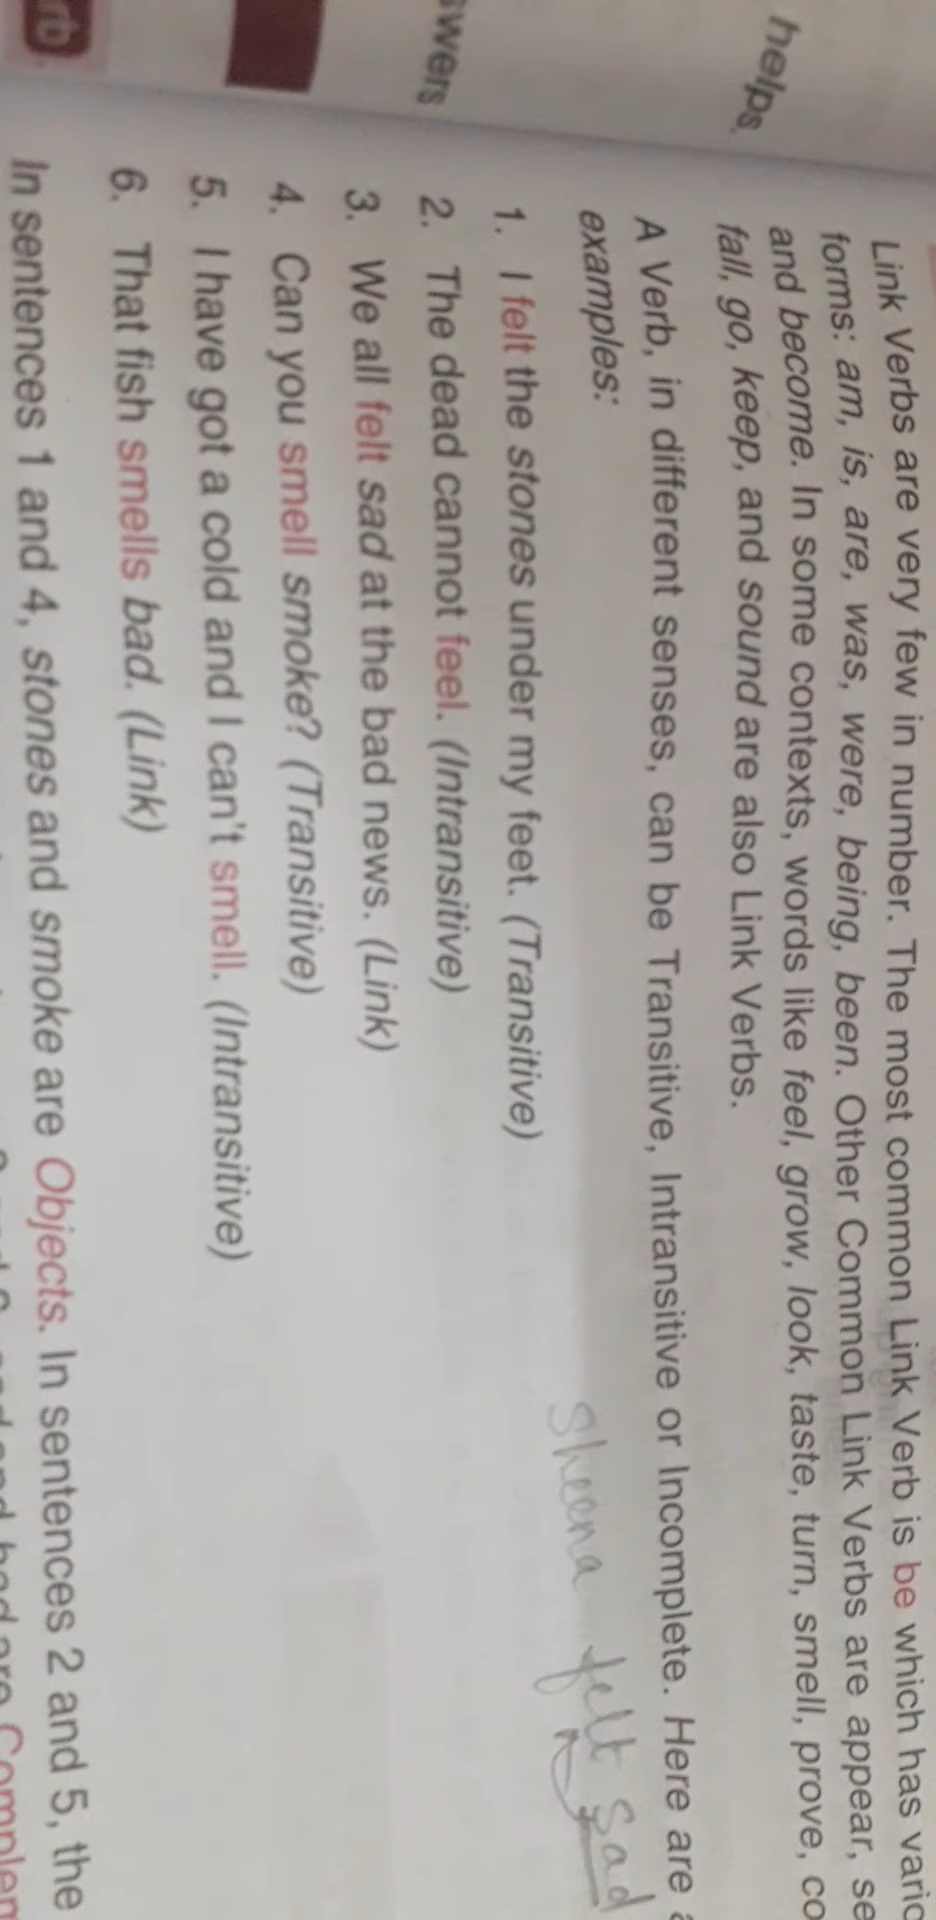 helps
swers
rb
Link Verbs are very few in number. The most common Link Verb is be which has
forms: am, is, are, was, were, being, been. Other Common Link Verbs are appear,
and become. In some contexts, words like feel, grow, look, taste, turn, smell, prove,
fall, go, keep, and sound are also Link Verbs.
A Verb, in different senses, can be Transitive, Intransitive or Incomplete. Here are
examples:
1. I felt the stones under my feet. (Transitive)
Sheena felt sad
2. The dead cannot feel. (Intransitive)
3. We all felt sad at the bad news. (Link)
4. Can you smell smoke? (Transitive)
5. I have got a cold and I can't smell. (Intransitive)
6. That fish smells bad. (Link)
In sentences 1 and 4, stones and smoke are Objects. In sentences 2 and 5, the